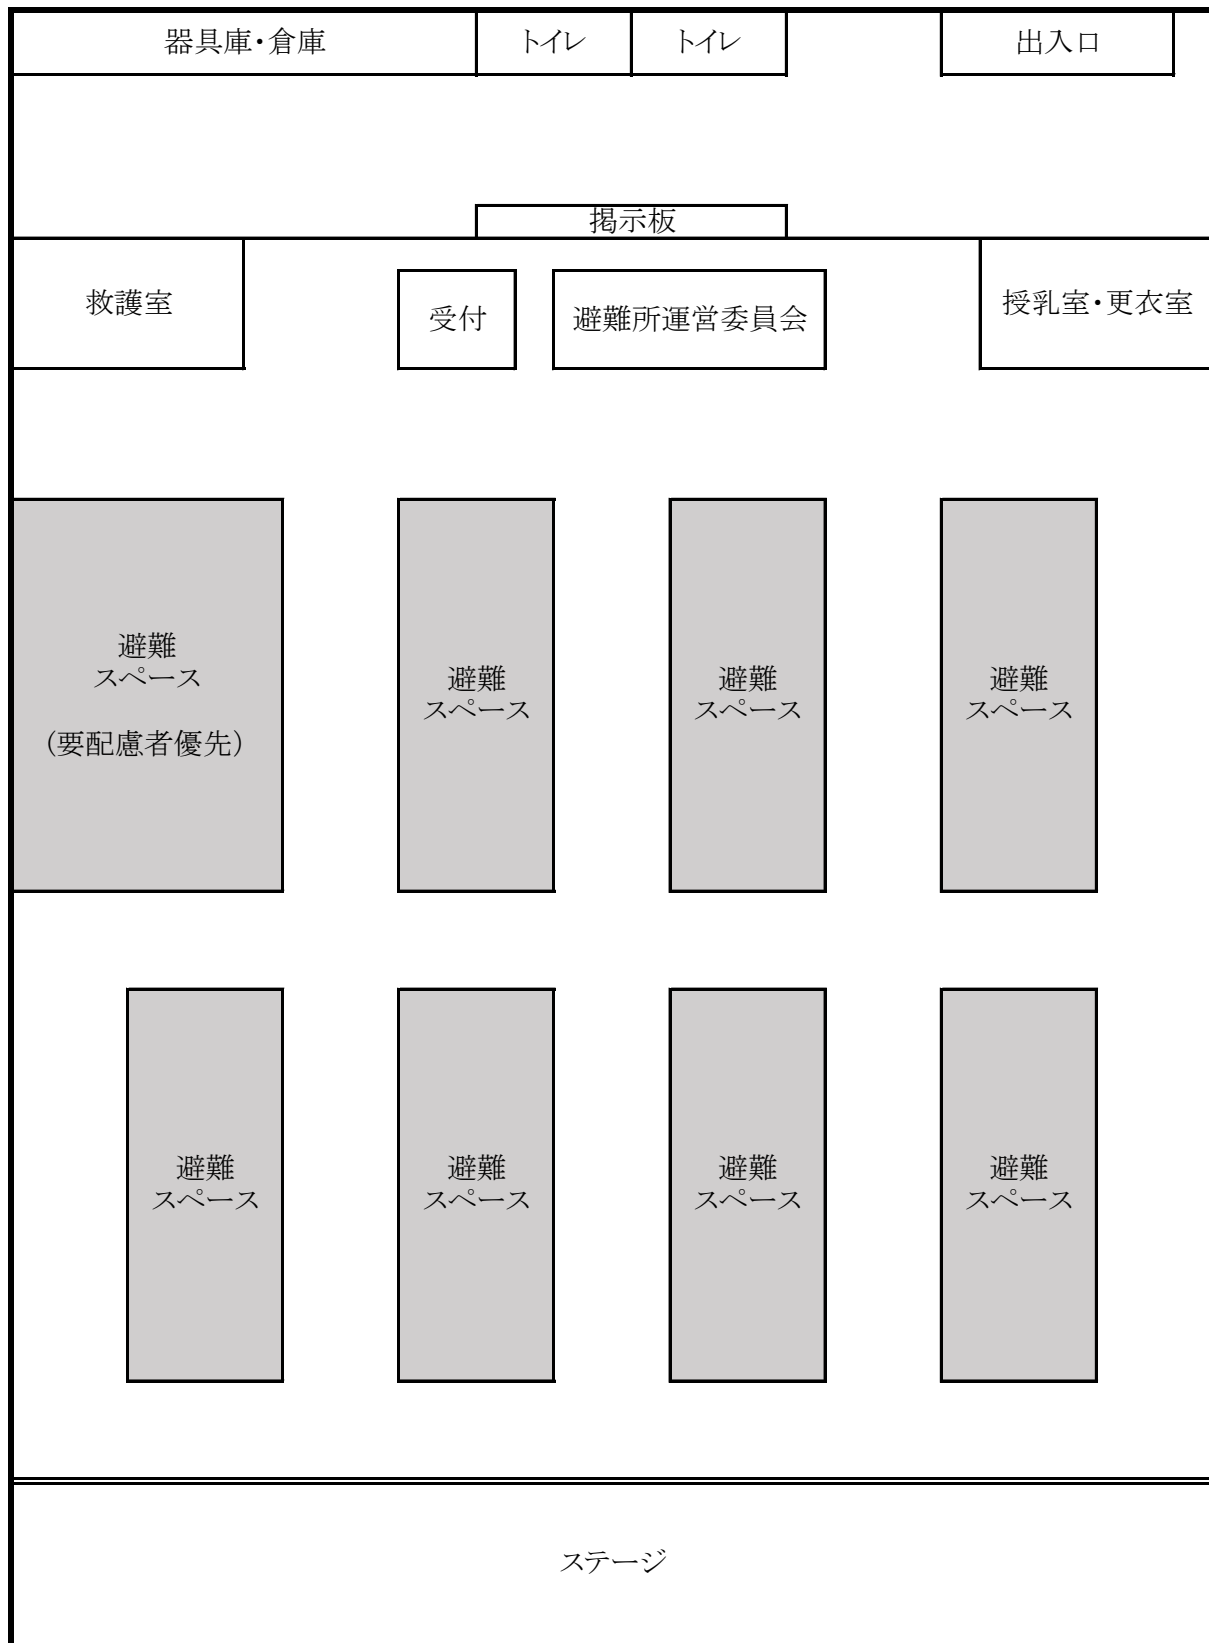 器具庫・倉庫
トイレ
トイレ
出入口
掲示板
救護室
受付
避難所運営委員会
授乳室・更衣室
避難
スペース
(要配慮者優先)
避難
スペース
避難
スペース
避難
スペース
避難
スペース
避難
スペース
避難
スペース
避難
スペース
ステージ